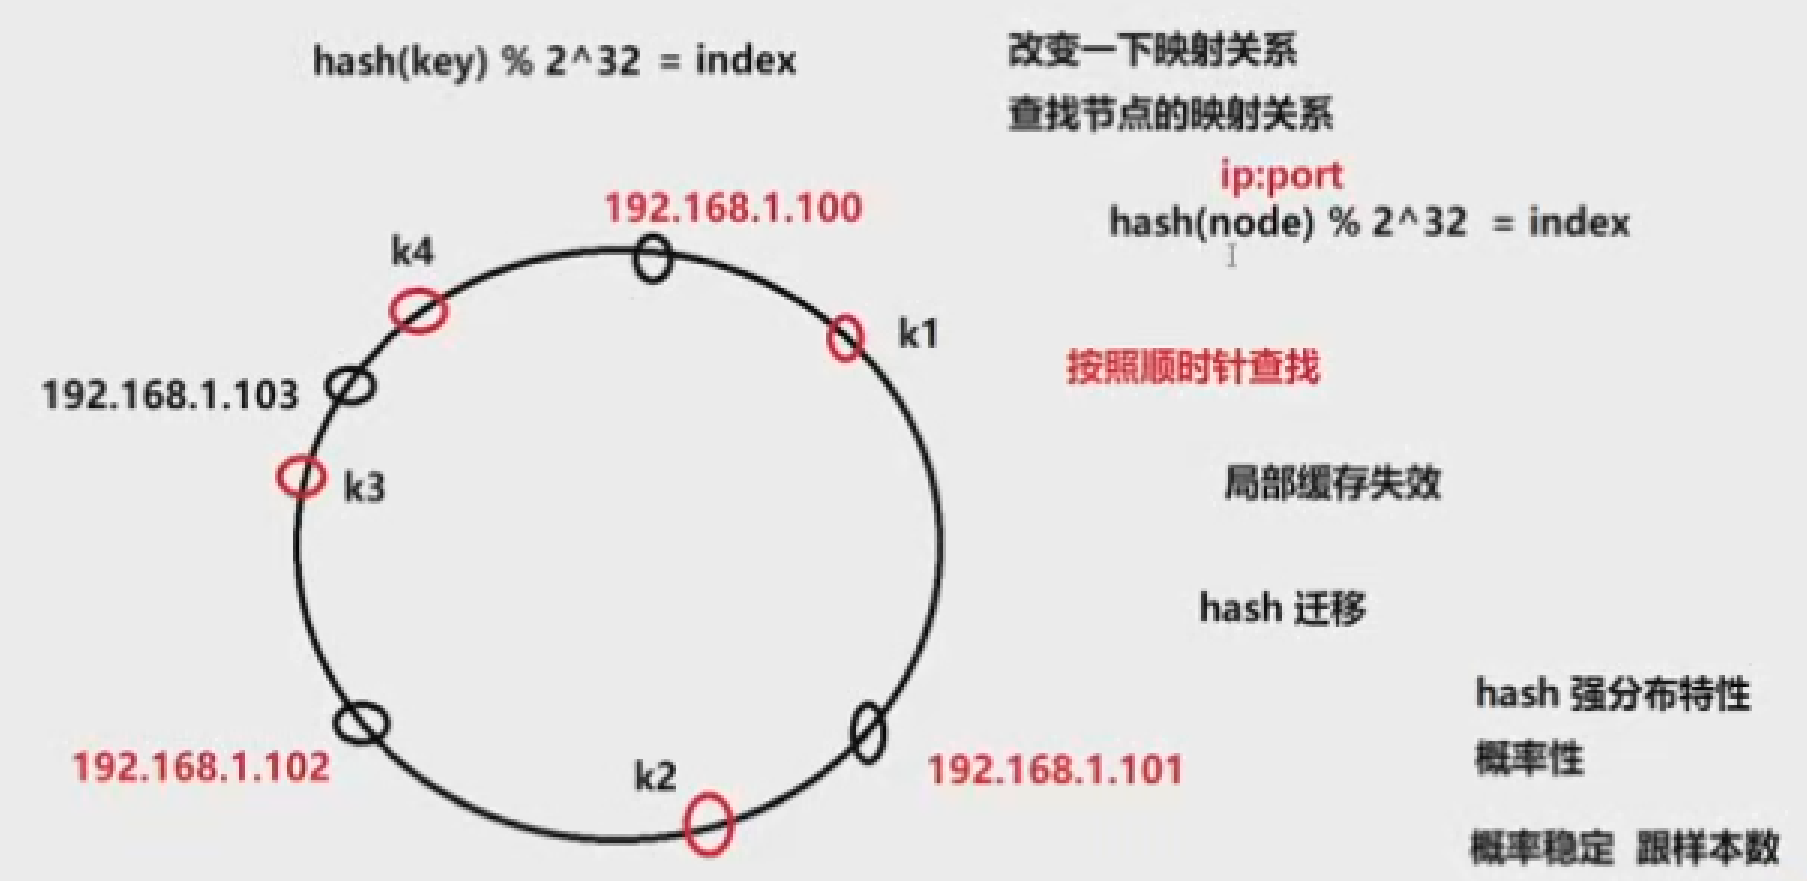 hash(key) % 2^32 = index
改变一下映射关系
查找节点的映射关系
ip:port
hash(node) % 2^32 = index
192.168.1.100
k4
k1
按照顺时针查找
192.168.1.103
k3
局部缓存失效
hash 迁移
hash 强分布特性
概率性
192.168.1.102
k2
192.168.1.101
概率稳定 跟样本数